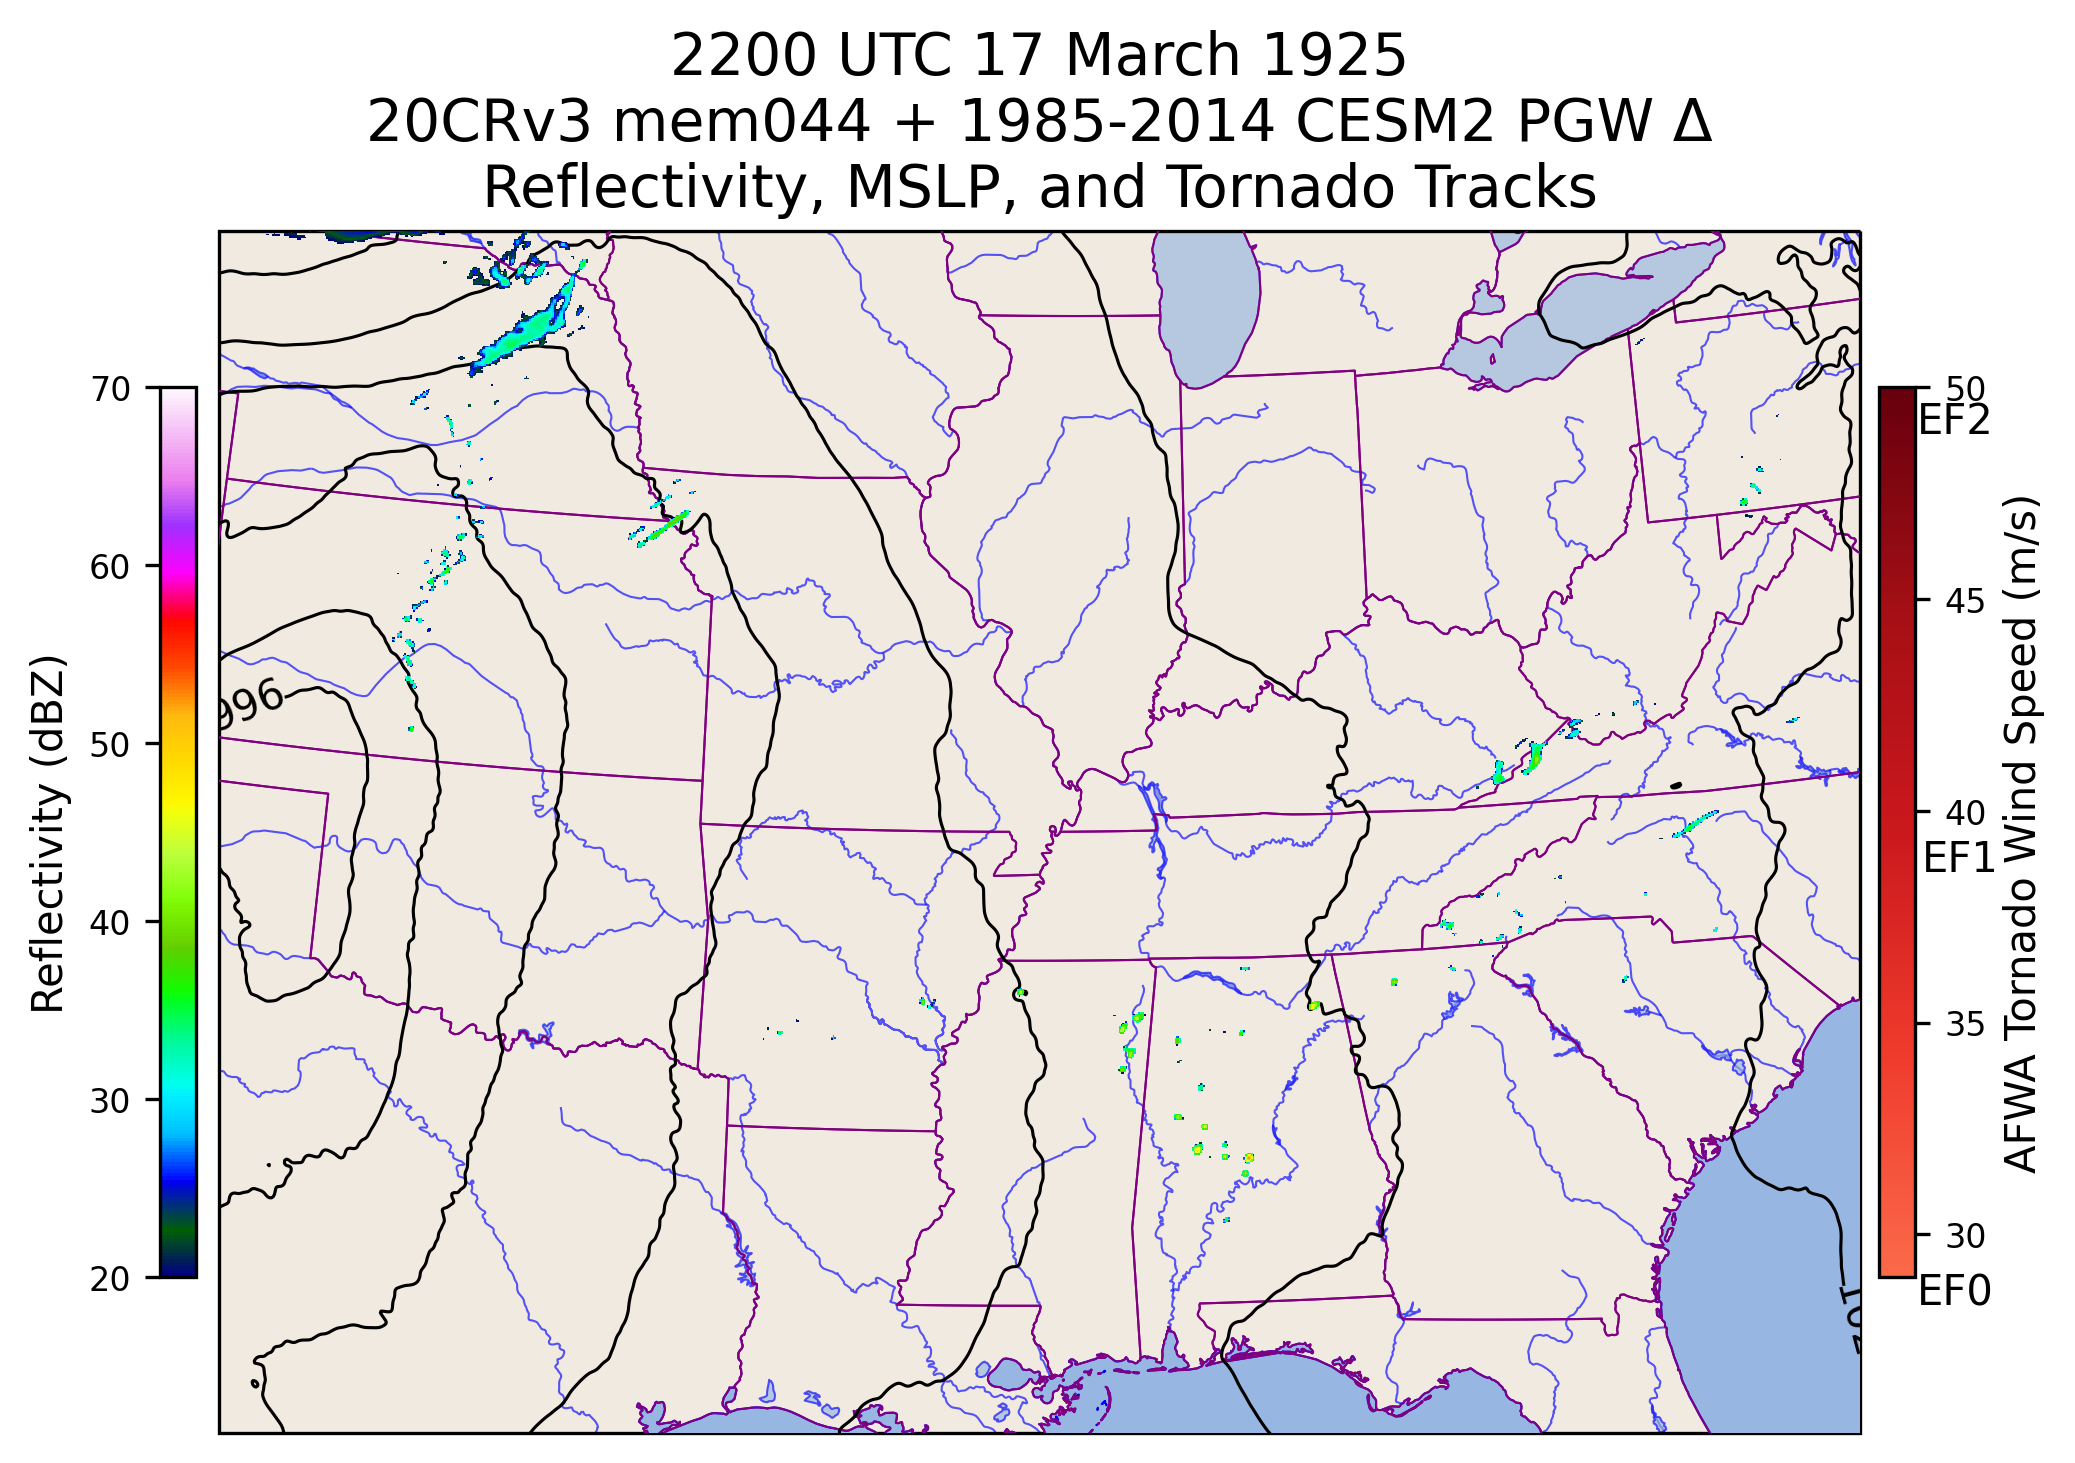 2200 UTC 17 March 1925
20CRv3 mem044 + 1985-2014 CESM2 PGW Δ
Reflectivity, MSLP, and Tornado Tracks
Reflectivity (dBZ)
70
60
50
40
30
20
996
50
EF2
45
40
EF1
35
30
EF0
AFWA Tornado Wind Speed (m/s)